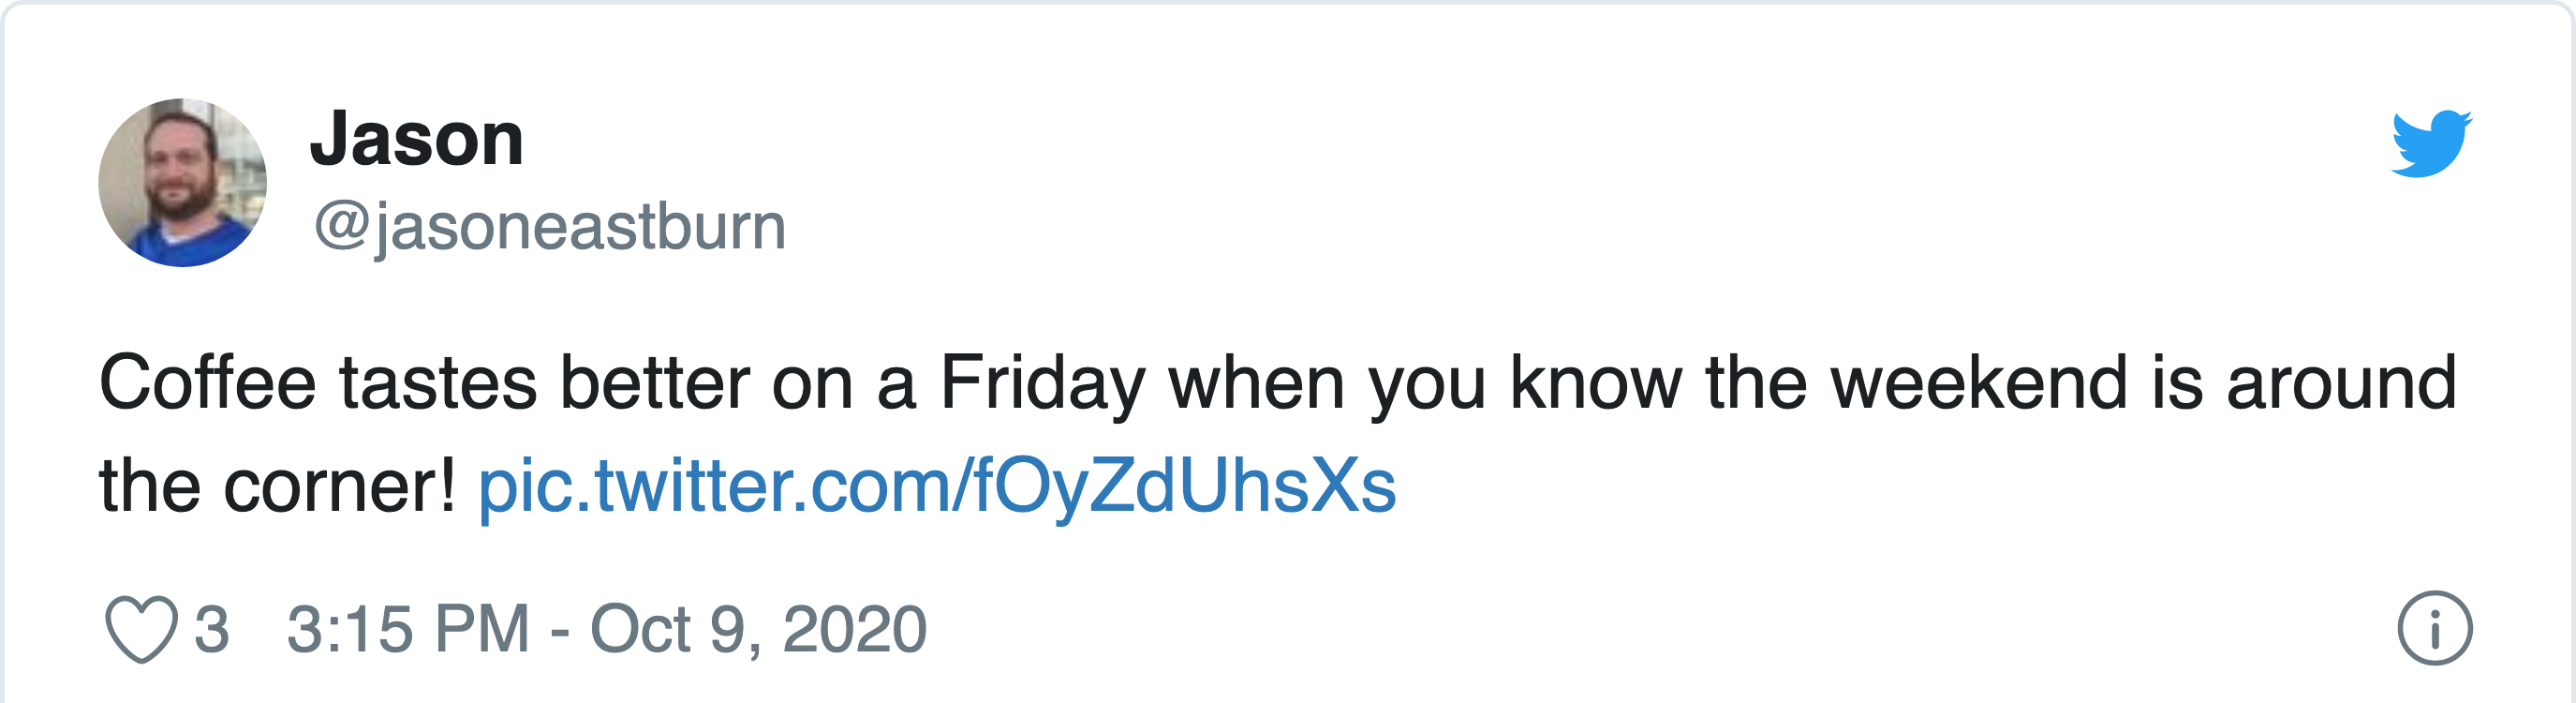 Jason
@jasoneastburn
Coffee tastes better on a Friday when you know the weekend is around
the corner! pic.twitter.com/fOyZdUhsXs
3 3:15 PM - Oct 9, 2020